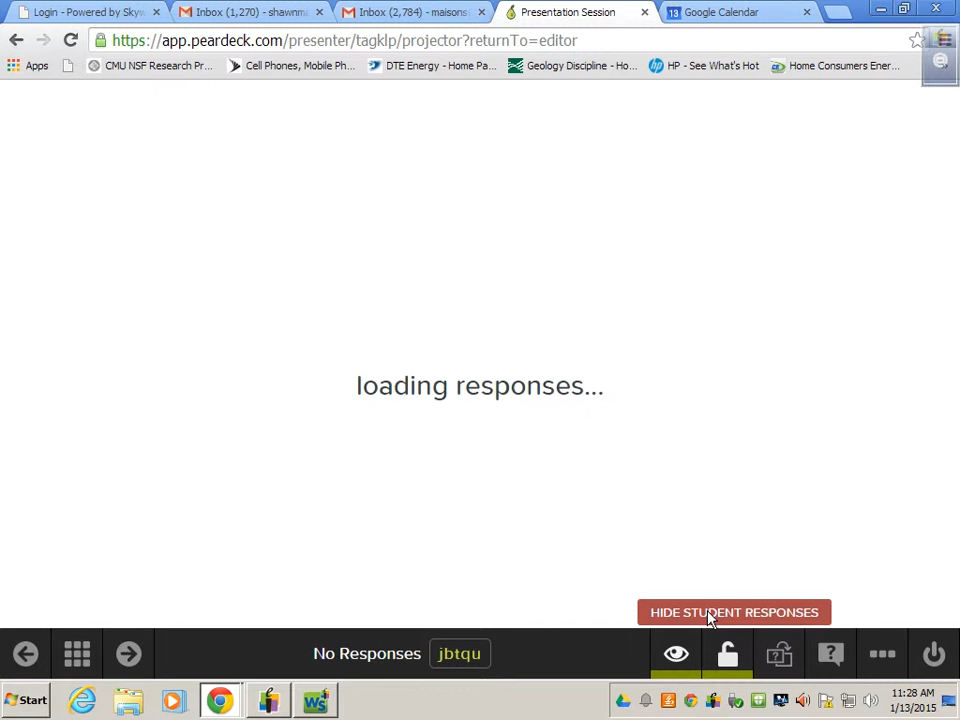 Login - Powered by Skyw
Inbox (1,270) - shawnm
Inbox (2,784) - maisons
Presentation Session
Google Calendar
https://app.peardeck.com/presenter/tagklp/projector?returnTo=editor
Apps
CMU NSF Research Pr...
Cell Phones, Mobile Ph...
DTE Energy - Home Pa...
Geology Discipline - Ho...
HP - See What's Hot
Home Consumers Ener...
loading responses...
HIDE STUDENT RESPONSES
No Responses jbtqu
Start
11:28 AM
1/13/2015